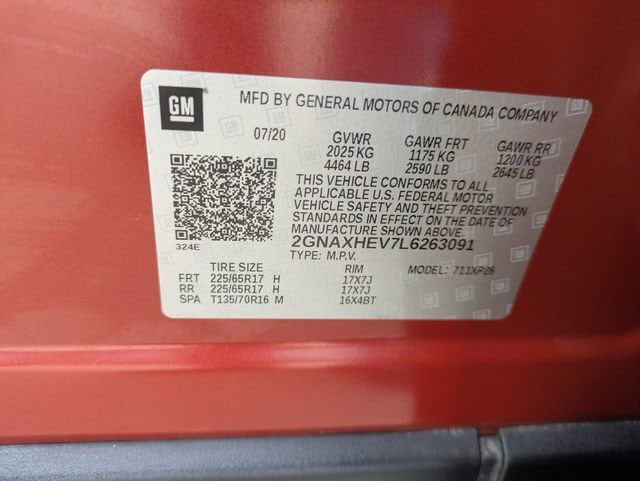 GM
MFD BY GENERAL MOTORS OF CANADA COMPANY
07/20 GVWR GAWR FRT GAWR RR
2025 KG 1175 KG 1200 KG
4464 LB 2590 LB 2645 LB
THIS VEHICLE CONFORMS TO ALL
APPLICABLE U.S. FEDERAL MOTOR
VEHICLE SAFETY AND THEFT PREVENTION
STANDARDS IN EFFECT ON THE DATE OF
MANUFACTURE SHOWN ABOVE.
324E 2GNAXHEV7L6263091
TYPE: M.P.V.
TIRE SIZE RIM MODEL: 711XP26
FRT 225/65R17 H 17X7J
RR 225/65R17 H 17X7J
SPA T135/70R16 M 16X4BT